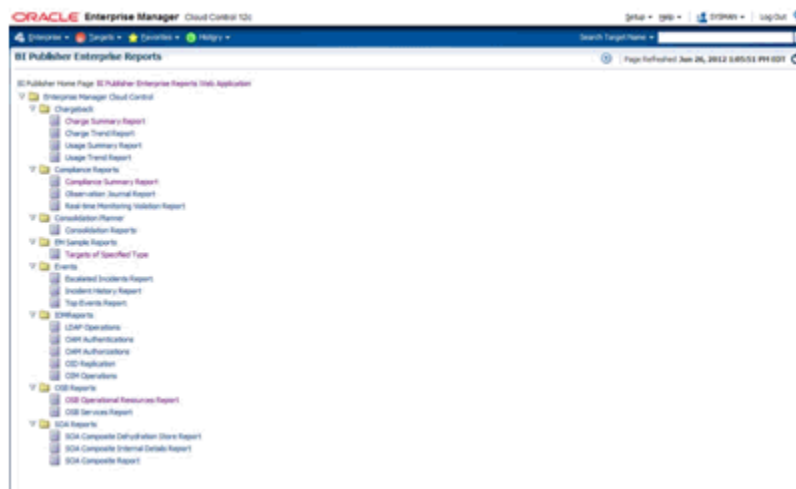 ORACLE Enterprise Manager Cloud Control 12c
Setup Help SYSMAN Log Out
Enterprise Targets Favorites History Search Target Name
BI Publisher Enterprise Reports
Page Refreshed Jun 26, 2012 1:05:51 PM EDT
BI Publisher Home Page BI Publisher Enterprise Reports Web Application
Enterprise Manager Cloud Control
Chargeback
Charge Summary Report
Charge Trend Report
Usage Summary Report
Usage Trend Report
Compliance Reports
Compliance Summary Report
Observation Journal Report
Real-time Monitoring Violation Report
Consolidation Planner
Consolidation Reports
EM Sample Reports
Targets of Specified Type
Events
Escalated Incidents Report
Incident History Report
Top Events Report
IDMReports
LDAP Operations
OAM Authentications
OAM Authorizations
OID Replication
OIM Operations
OSB Reports
OSB Operational Resources Report
OSB Services Report
SOA Reports
SOA Composite Dehydration Store Report
SOA Composite Internal Details Report
SOA Composite Report